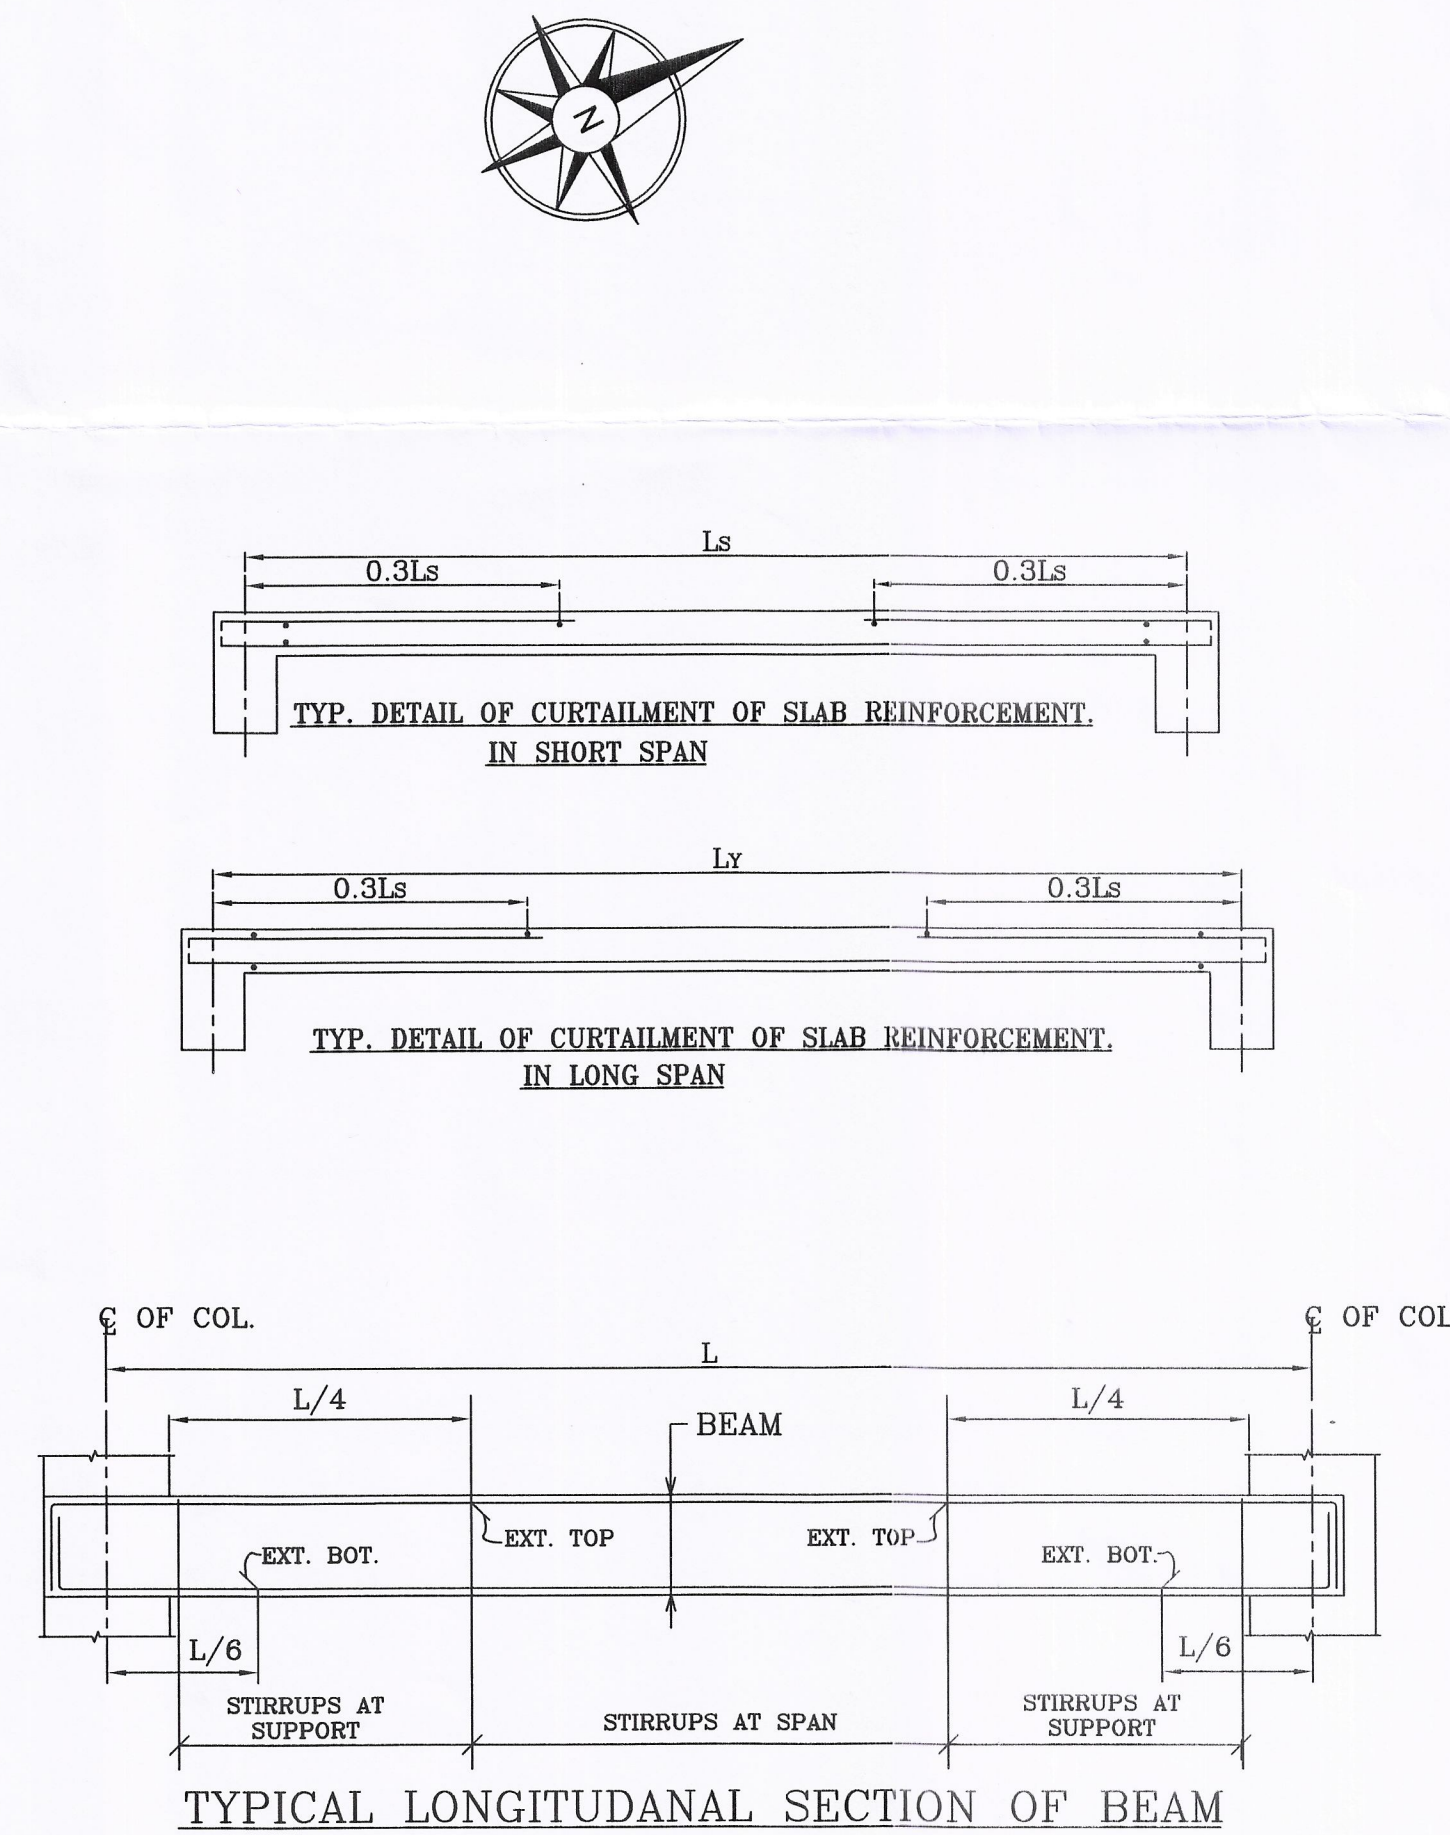 N
Ls
0.3Ls 0.3Ls
TYP. DETAIL OF CURTAILMENT OF SLAB REINFORCEMENT.
IN SHORT SPAN
LY
0.3Ls 0.3Ls
TYP. DETAIL OF CURTAILMENT OF SLAB REINFORCEMENT.
IN LONG SPAN
℄ OF COL. ℄ OF COL
L
L/4 L/4
BEAM
EXT. TOP EXT. TOP
EXT. BOT. EXT. BOT.
L/6 L/6
STIRRUPS AT
SUPPORT
STIRRUPS AT SPAN
STIRRUPS AT
SUPPORT
TYPICAL LONGITUDANAL SECTION OF BEAM